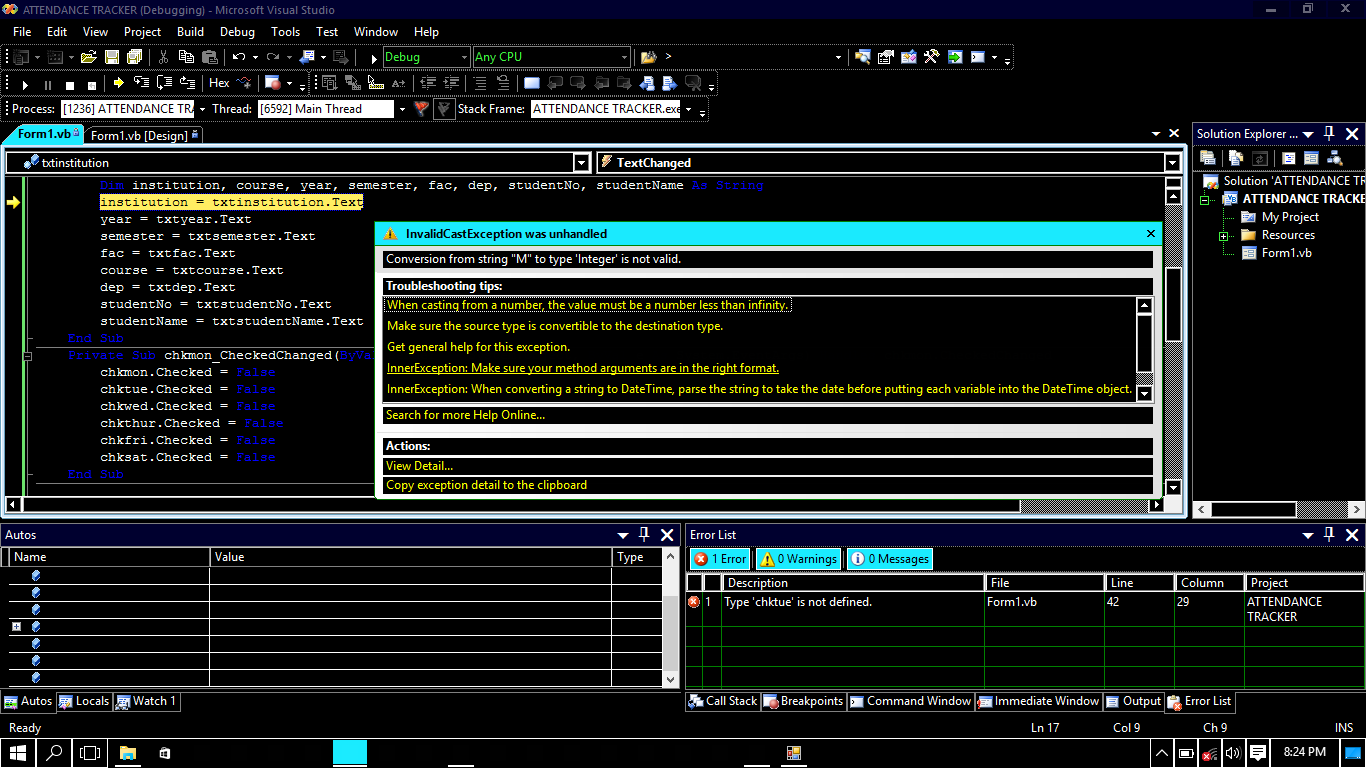 ATTENDANCE TRACKER (Debugging) - Microsoft Visual Studio
File Edit View Project Build Debug Tools Test Window Help
Debug Any CPU >
Hex
Process: [1236] ATTENDANCE TRA Thread: [6592] Main Thread Stack Frame: ATTENDANCE TRACKER.exe
Form1.vb Form1.vb [Design]
txtinstitution TextChanged
Dim institution, course, year, semester, fac, dep, studentNo, studentName As String
institution = txtinstitution.Text
year = txtyear.Text
semester = txtsemester.Text
fac = txtfac.Text
course = txtcourse.Text
dep = txtdep.Text
studentNo = txtstudentNo.Text
studentName = txtstudentName.Text
End Sub
Private Sub chkmon_CheckedChanged(ByVal
chkmon.Checked = False
chktue.Checked = False
chkwed.Checked = False
chkthur.Checked = False
chkfri.Checked = False
chksat.Checked = False
End Sub
InvalidCastException was unhandled
Conversion from string "M" to type 'Integer' is not valid.
Troubleshooting tips:
When casting from a number, the value must be a number less than infinity.
Make sure the source type is convertible to the destination type.
Get general help for this exception.
InnerException: Make sure your method arguments are in the right format.
InnerException: When converting a string to DateTime, parse the string to take the date before putting each variable into the DateTime object.
Search for more Help Online...
Actions:
View Detail...
Copy exception detail to the clipboard
Solution Explorer ...
Solution 'ATTENDANCE TR
ATTENDANCE TRACKE
My Project
Resources
Form1.vb
Autos
Name Value Type
Autos Locals Watch 1
Error List
1 Error 0 Warnings 0 Messages
Description File Line Column Project
1 Type 'chktue' is not defined. Form1.vb 42 29 ATTENDANCE
TRACKER
Call Stack Breakpoints Command Window Immediate Window Output Error List
Ready Ln 17 Col 9 Ch 9 INS
8:24 PM